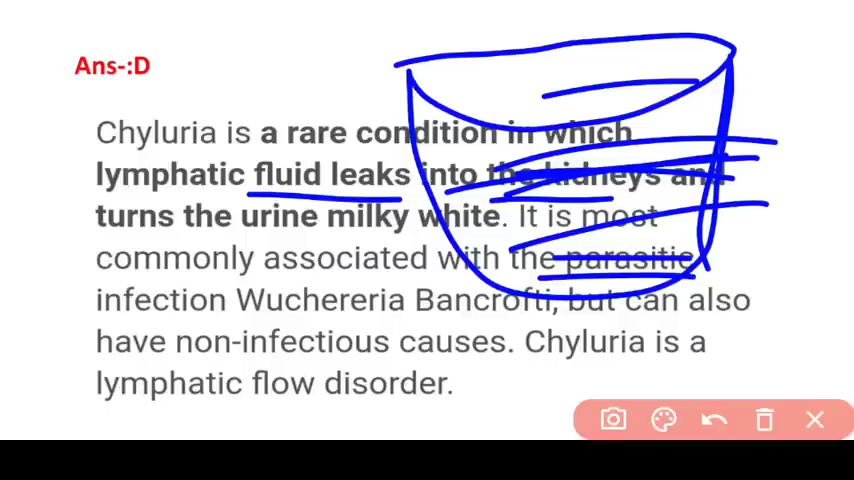 Ans-:D
Chyluria is a rare condition in which
lymphatic fluid leaks into the kidneys and
turns the urine milky white. It is most
commonly associated with the parasitic
infection Wuchereria Bancrofti, but can also
have non-infectious causes. Chyluria is a
lymphatic flow disorder.